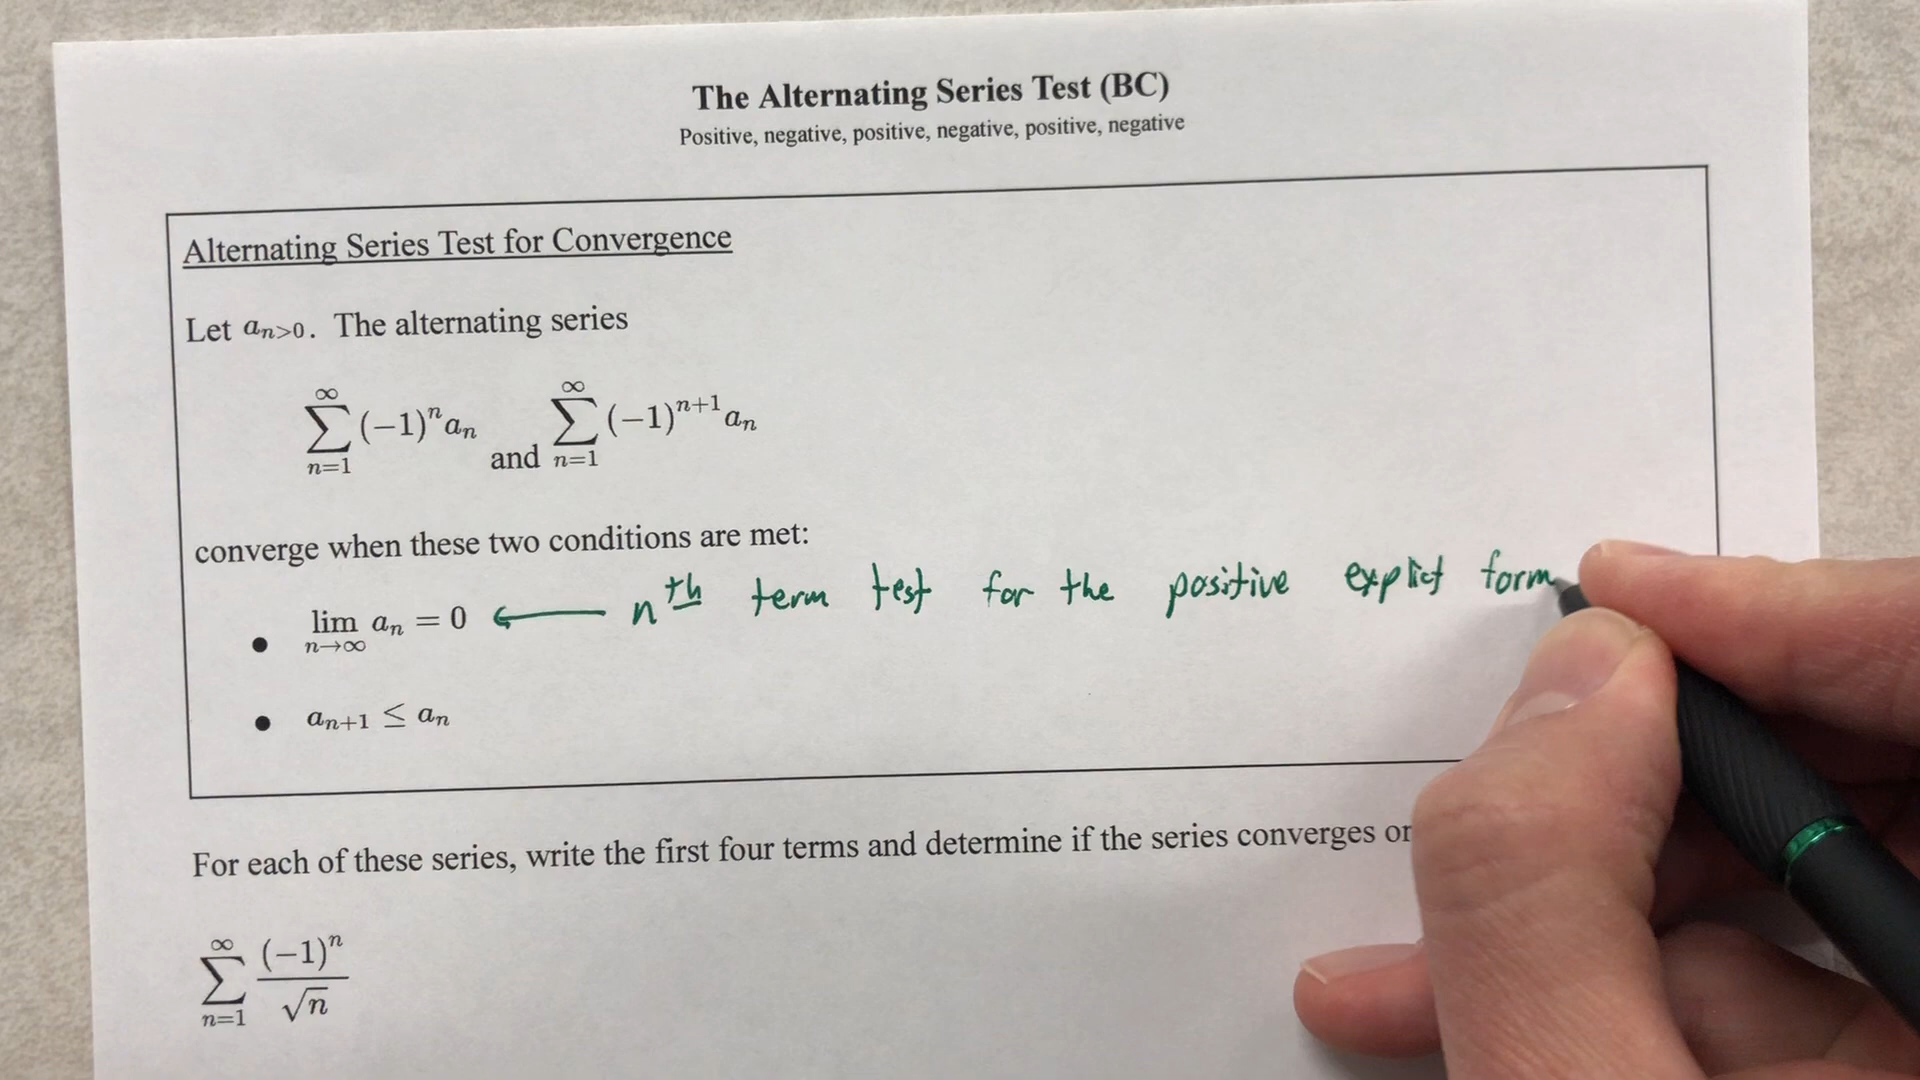 The Alternating Series Test (BC)
Positive, negative, positive, negative, positive, negative
Alternating Series Test for Convergence
Let aₙ>₀. The alternating series
∞ ∑ n=1 (−1)ⁿaₙ and ∞ ∑ n=1 (−1)ⁿ⁺¹aₙ
converge when these two conditions are met:
• lim n→∞ aₙ = 0 ← nth term test for the positive explict form
• aₙ₊₁ ≤ aₙ
For each of these series, write the first four terms and determine if the series converges or
∞ ∑ n=1 (−1)ⁿ / √n